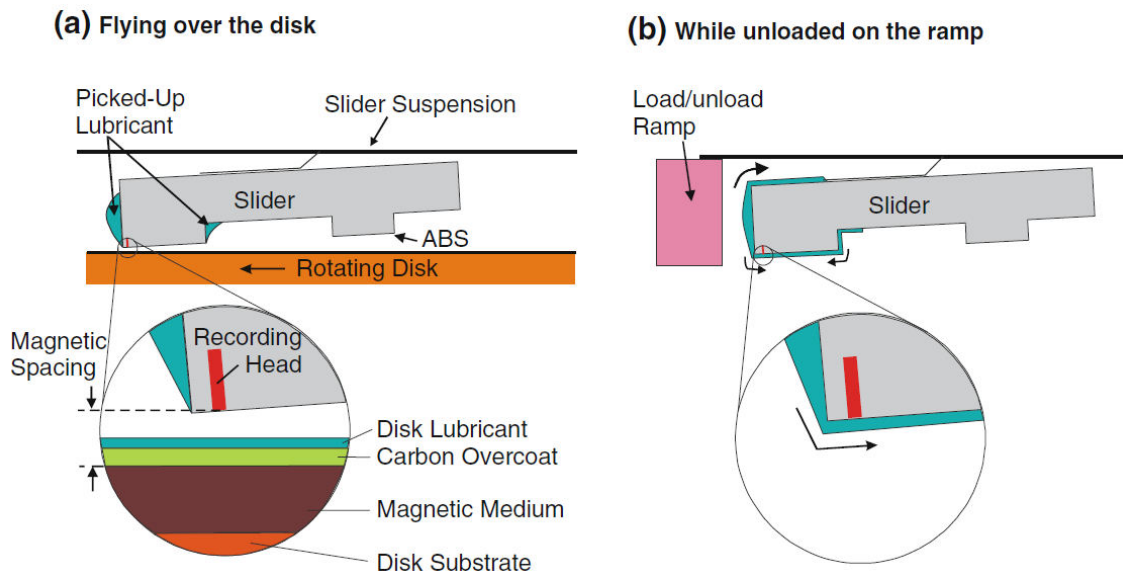 (a) Flying over the disk
Picked-Up
Lubricant
Slider Suspension
Slider
ABS
Rotating Disk
Magnetic
Spacing
Recording
Head
Disk Lubricant
Carbon Overcoat
Magnetic Medium
Disk Substrate
(b) While unloaded on the ramp
Load/unload
Ramp
Slider